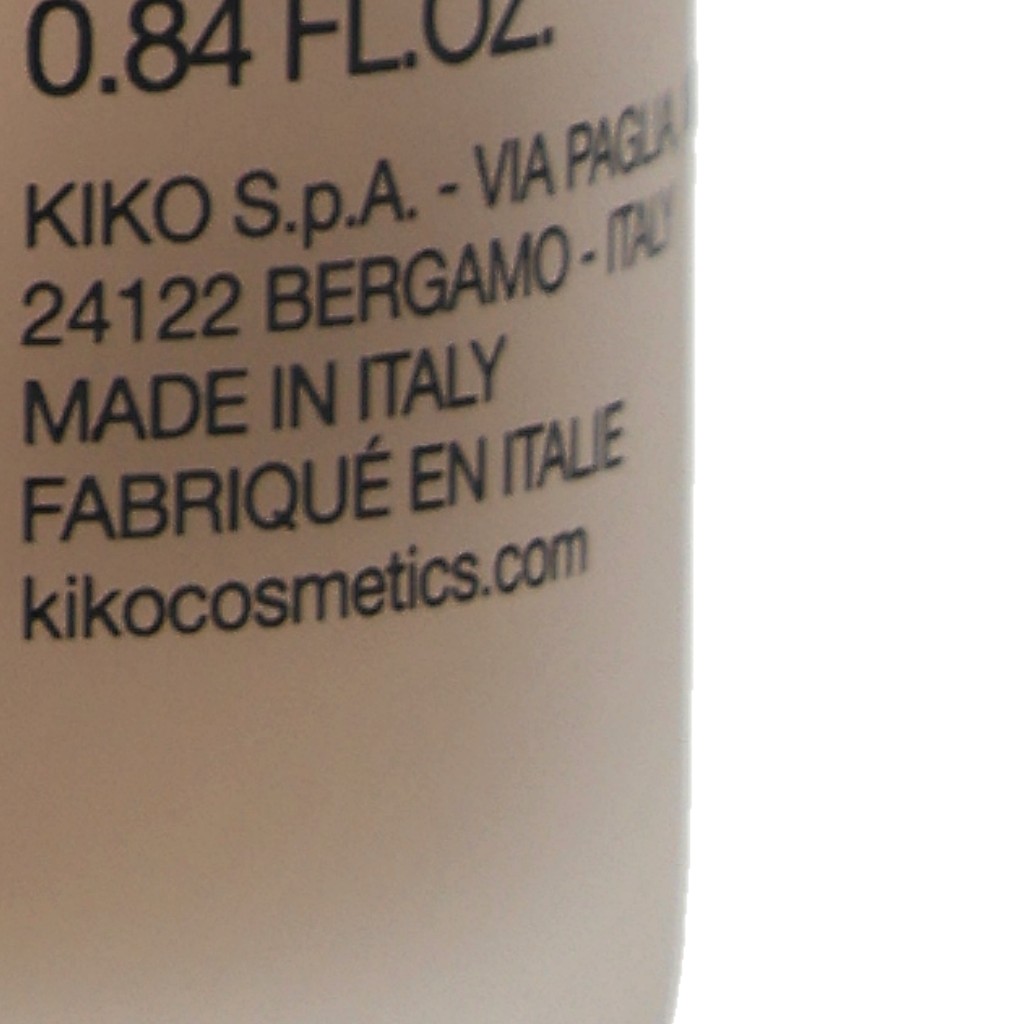 0.84 FL.OZ.
KIKO S.p.A. - VIA PAGLIA,
24122 BERGAMO - ITALY
MADE IN ITALY
FABRIQUÉ EN ITALIE
kikocosmetics.com